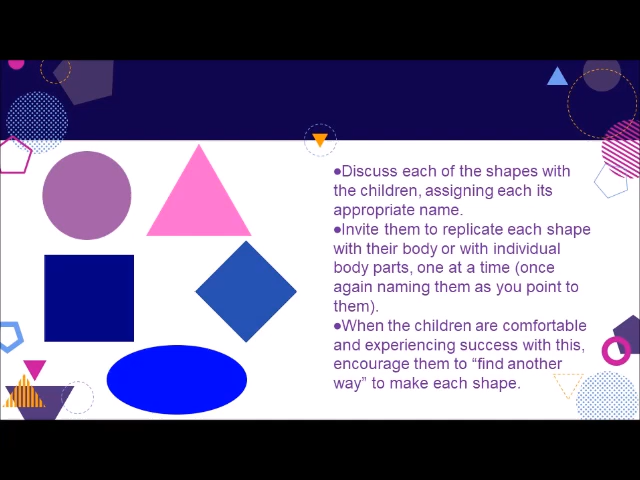 ●Discuss each of the shapes with
the children, assigning each its
appropriate name.
●Invite them to replicate each shape
with their body or with individual
body parts, one at a time (once
again naming them as you point to
them).
●When the children are comfortable
and experiencing success with this,
encourage them to “find another
way” to make each shape.